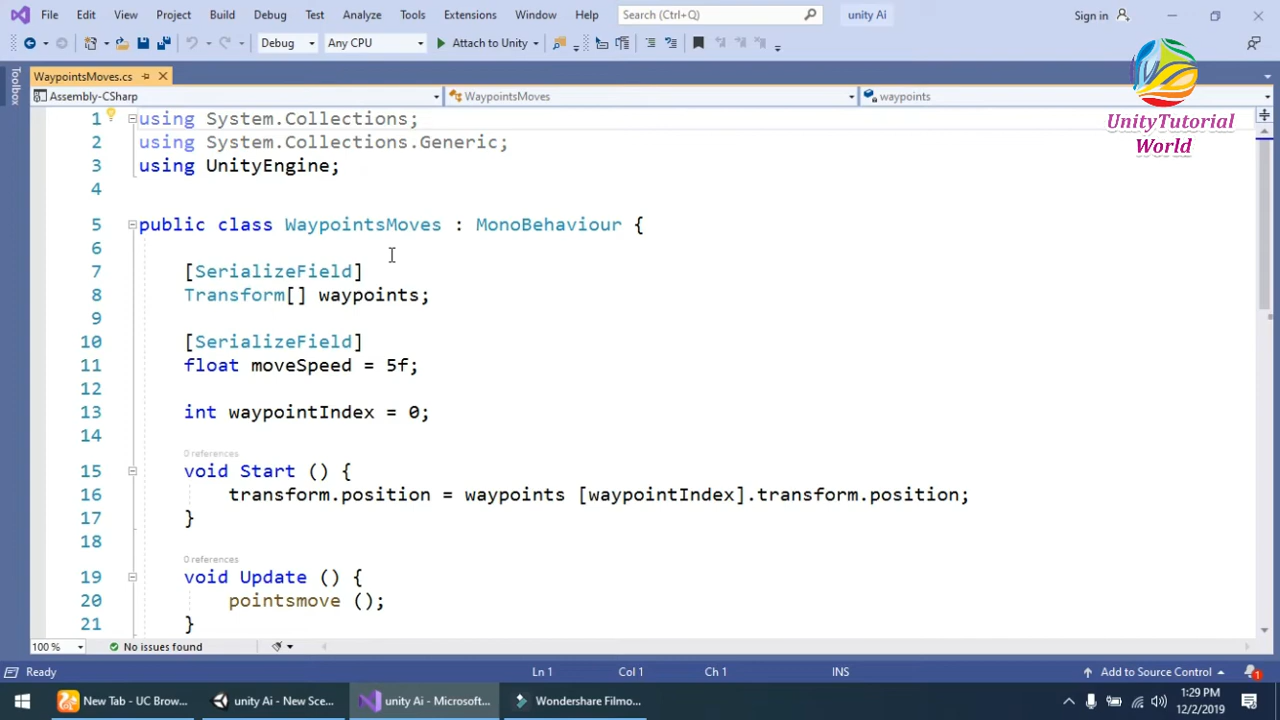 File Edit View Project Build Debug Test Analyze Tools Extensions Window Help Search (Ctrl+Q) unity Ai Sign in
Debug Any CPU Attach to Unity
UnityTutorial
World
Toolbox
WaypointsMoves.cs
Assembly-CSharp WaypointsMoves waypoints
1 using System.Collections;
2 using System.Collections.Generic;
3 using UnityEngine;
4
5 public class WaypointsMoves : MonoBehaviour {
6
7 [SerializeField]
8 Transform[] waypoints;
9
10 [SerializeField]
11 float moveSpeed = 5f;
12
13 int waypointIndex = 0;
14
0 references
15 void Start () {
16 transform.position = waypoints [waypointIndex].transform.position;
17 }
18
0 references
19 void Update () {
20 pointsmove ();
21 }
100 % No issues found
Ready Ln 1 Col 1 Ch 1 INS Add to Source Control 1
New Tab - UC Brow... unity Ai - New Sce... unity Ai - Microsoft... Wondershare Filmo... 1:29 PM
12/2/2019